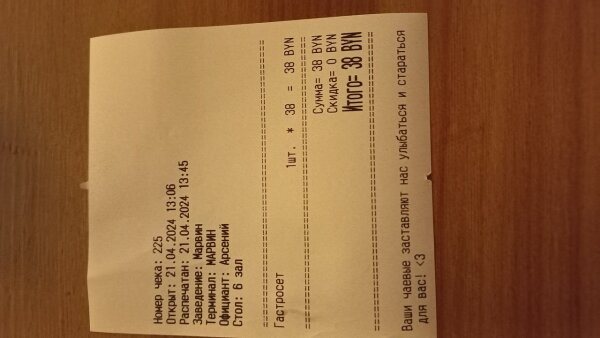 Номер чека: 225
Открыт: 21.04.2024 13:06
Распечатан: 21.04.2024 13:45
Заведение: Марвин
Терминал: МАРВИН
Официант: Арсений
Стол: 6 зал
Гастросет
1шт. * 38 = 38 BYN
Сумма= 38 BYN
Скидка= 0 BYN
Итого= 38 BYN
Ваши чаевые заставляют нас улыбаться и стараться
для вас! <3